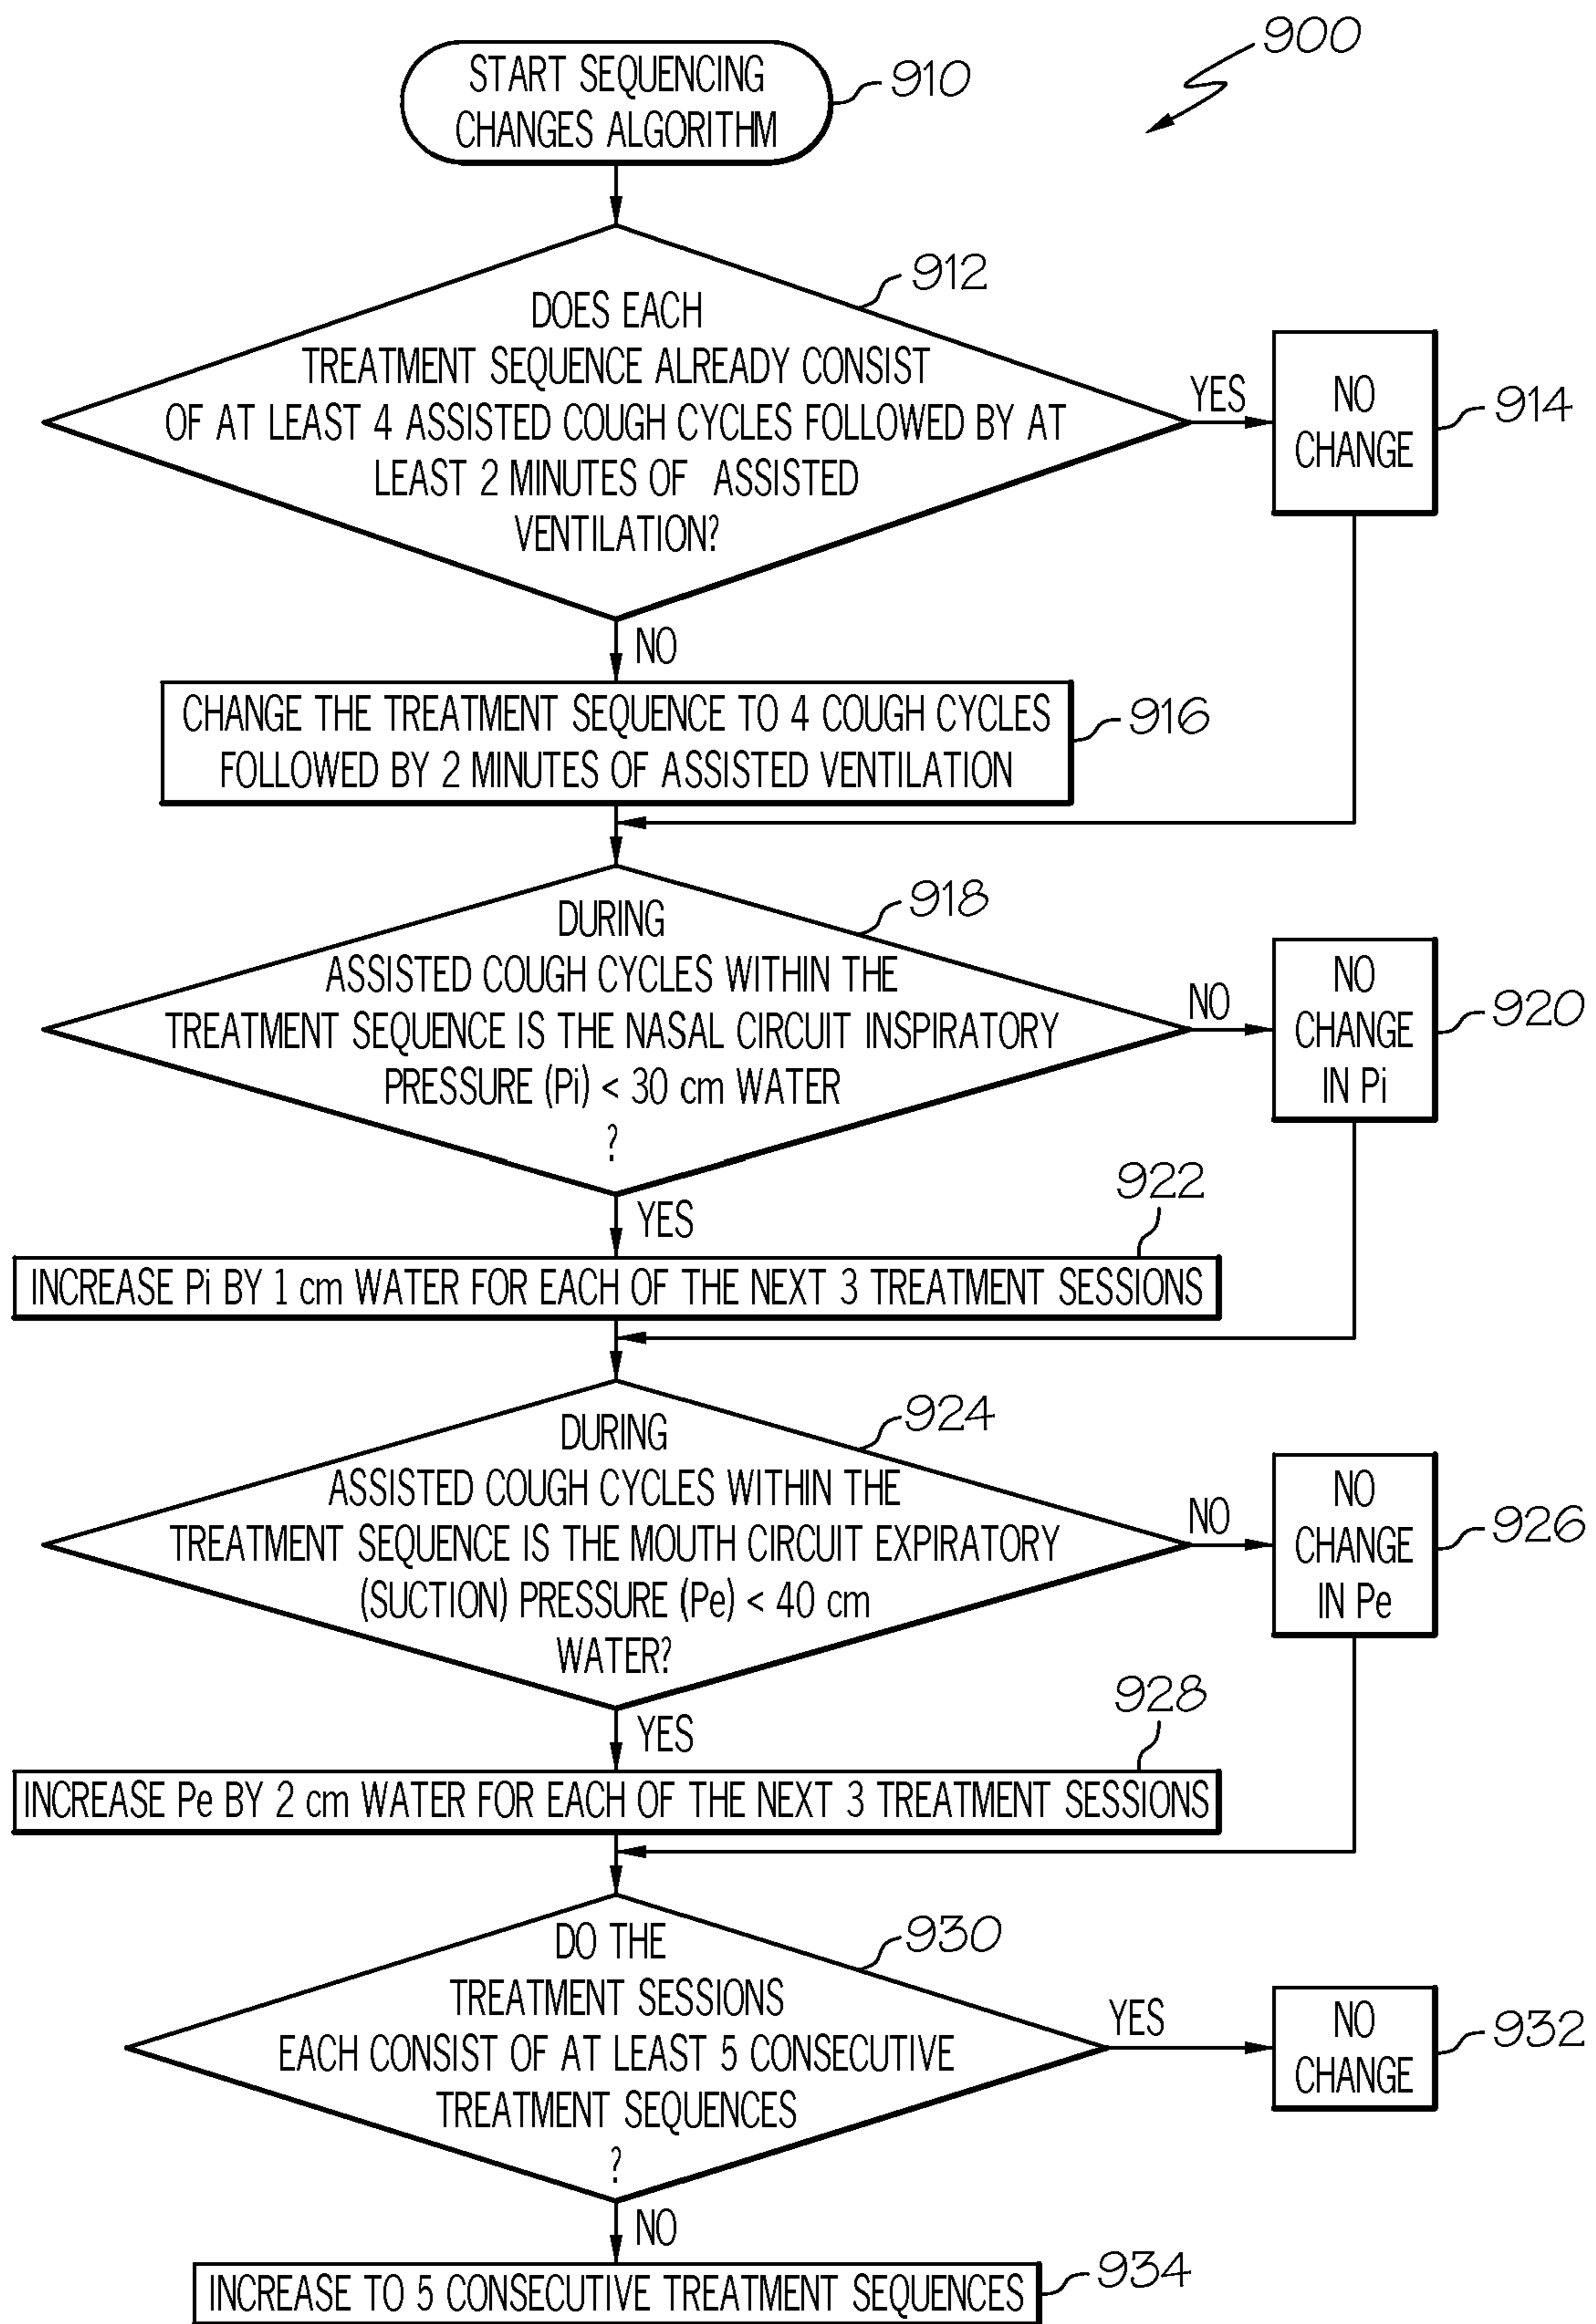 900
START SEQUENCING
CHANGES ALGORITHM
910
912
DOES EACH
TREATMENT SEQUENCE ALREADY CONSIST
OF AT LEAST 4 ASSISTED COUGH CYCLES FOLLOWED BY AT
LEAST 2 MINUTES OF ASSISTED
VENTILATION?
YES
NO
CHANGE
914
NO
CHANGE THE TREATMENT SEQUENCE TO 4 COUGH CYCLES
FOLLOWED BY 2 MINUTES OF ASSISTED VENTILATION
916
918
DURING
ASSISTED COUGH CYCLES WITHIN THE
TREATMENT SEQUENCE IS THE NASAL CIRCUIT INSPIRATORY
PRESSURE (Pi) < 30 cm WATER
?
NO
NO
CHANGE
IN Pi
920
YES
922
INCREASE Pi BY 1 cm WATER FOR EACH OF THE NEXT 3 TREATMENT SESSIONS
924
DURING
ASSISTED COUGH CYCLES WITHIN THE
TREATMENT SEQUENCE IS THE MOUTH CIRCUIT EXPIRATORY
(SUCTION) PRESSURE (Pe) < 40 cm
WATER?
NO
NO
CHANGE
IN Pe
926
YES
928
INCREASE Pe BY 2 cm WATER FOR EACH OF THE NEXT 3 TREATMENT SESSIONS
930
DO THE
TREATMENT SESSIONS
EACH CONSIST OF AT LEAST 5 CONSECUTIVE
TREATMENT SEQUENCES
?
YES
NO
CHANGE
932
NO
INCREASE TO 5 CONSECUTIVE TREATMENT SEQUENCES
934